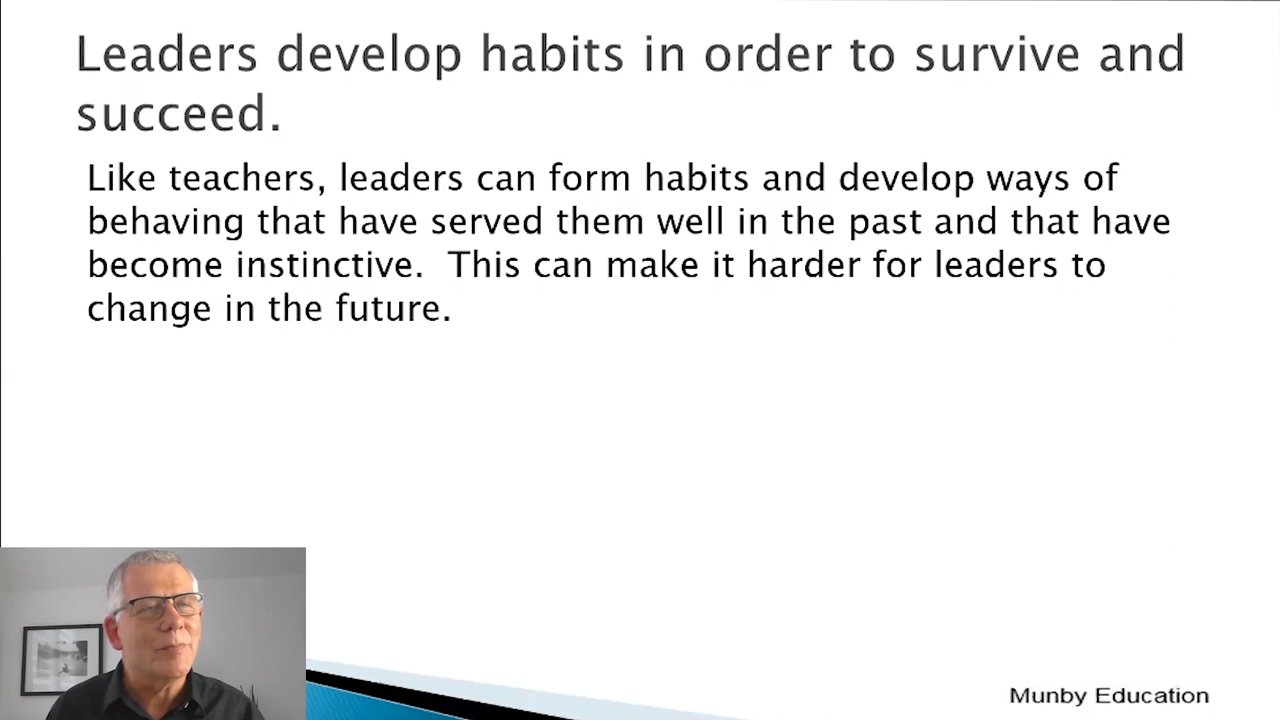 Leaders develop habits in order to survive and
succeed.
Like teachers, leaders can form habits and develop ways of
behaving that have served them well in the past and that have
become instinctive.  This can make it harder for leaders to
change in the future.
Munby Education